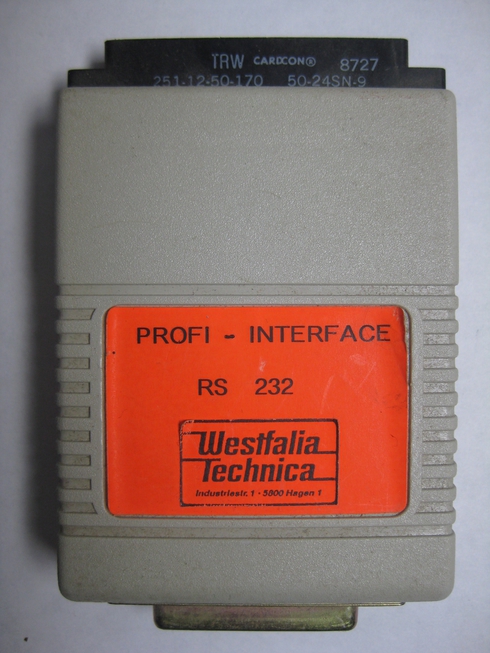 TRW CARDCON® 8727
251-12-50-170 50-24SN-9
PROFI - INTERFACE
RS 232
Westfalia
Technica
Industriestr. 1 - 5800 Hagen 1